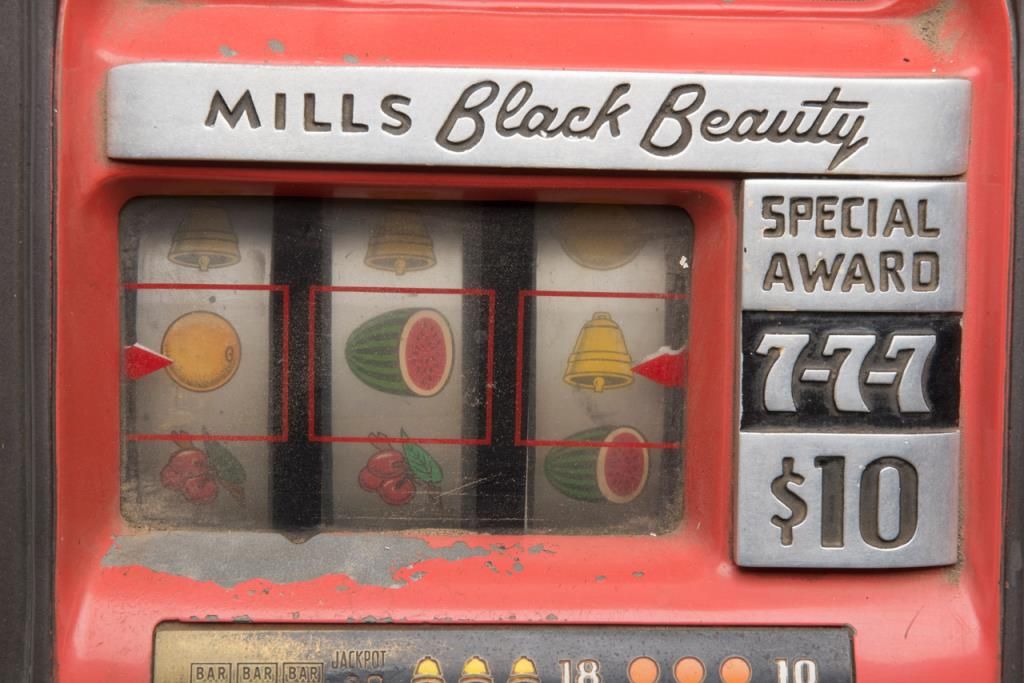 MILLS Black Beauty
SPECIAL
AWARD
7-7-7
$10
BAR BAR BAR JACKPOT 18 10